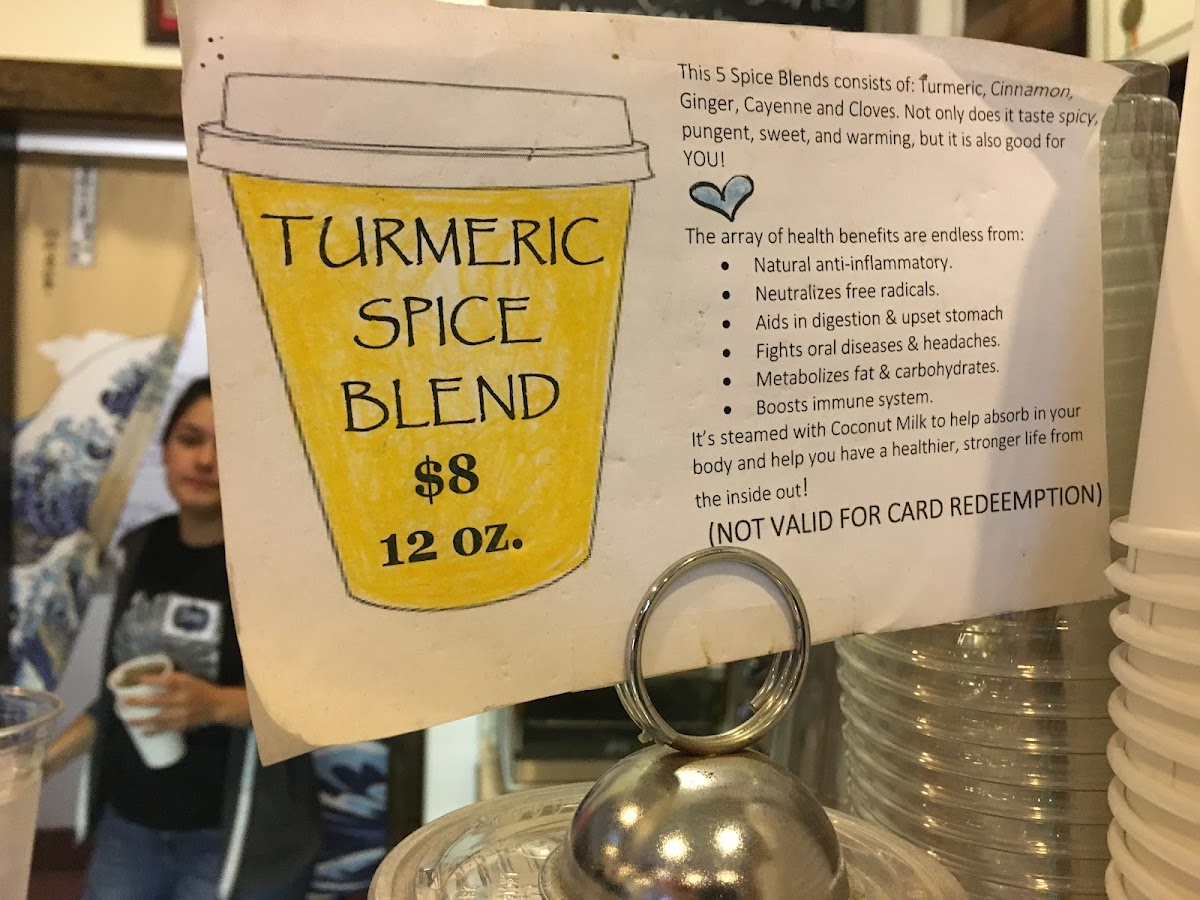 TURMERIC
SPICE
BLEND
$8
12 OZ.
This 5 Spice Blends consists of: Turmeric, Cinnamon,
Ginger, Cayenne and Cloves. Not only does it taste spicy,
pungent, sweet, and warming, but it is also good for
YOU!
The array of health benefits are endless from:
• Natural anti-inflammatory.
• Neutralizes free radicals.
• Aids in digestion & upset stomach
• Fights oral diseases & headaches.
• Metabolizes fat & carbohydrates.
• Boosts immune system.
It's steamed with Coconut Milk to help absorb in your
body and help you have a healthier, stronger life from
the inside out!
(NOT VALID FOR CARD REDEEMPTION)